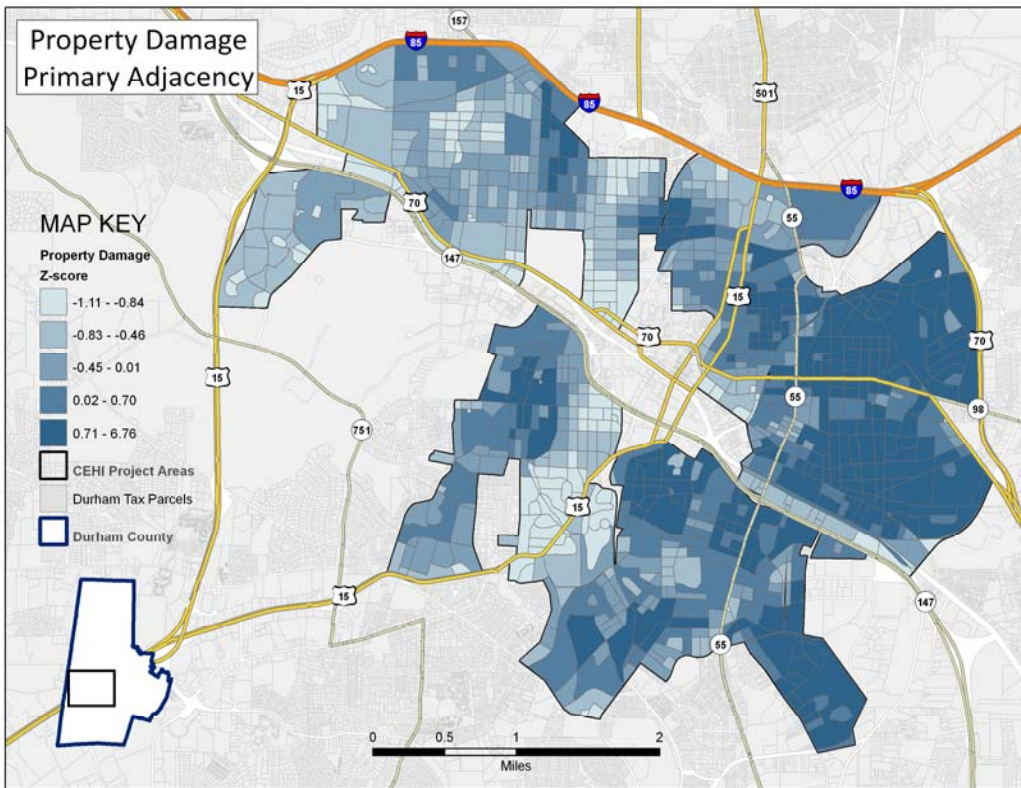 Property Damage
Primary Adjacency
157
85
15
501
85
85
55
70
147
MAP KEY
Property Damage
Z-score
-1.11 - -0.84
-0.83 - -0.46
-0.45 - 0.01
0.02 - 0.70
0.71 - 6.76
CEHI Project Areas
Durham Tax Parcels
Durham County
15
70
70
15
55
98
751
15
15
147
55
0 0.5 1 2
Miles